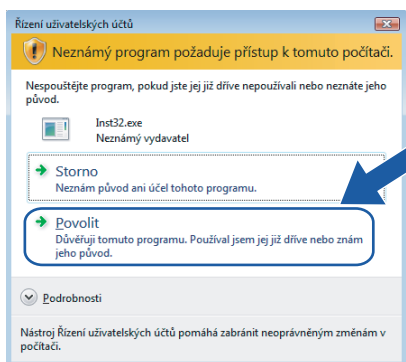 Řízení uživatelských účtů
Neznámý program požaduje přístup k tomuto počítači.
Nespouštějte program, pokud jste jej již dříve nepoužívali nebo neznáte jeho
původ.
Inst32.exe
Neznámý vydavatel
Storno
Neznám původ ani účel tohoto programu.
Povolit
Důvěřuji tomuto programu. Používal jsem jej již dříve nebo znám
jeho původ.
Podrobnosti
Nástroj Řízení uživatelských účtů pomáhá zabránit neoprávněným změnám v
počítači.